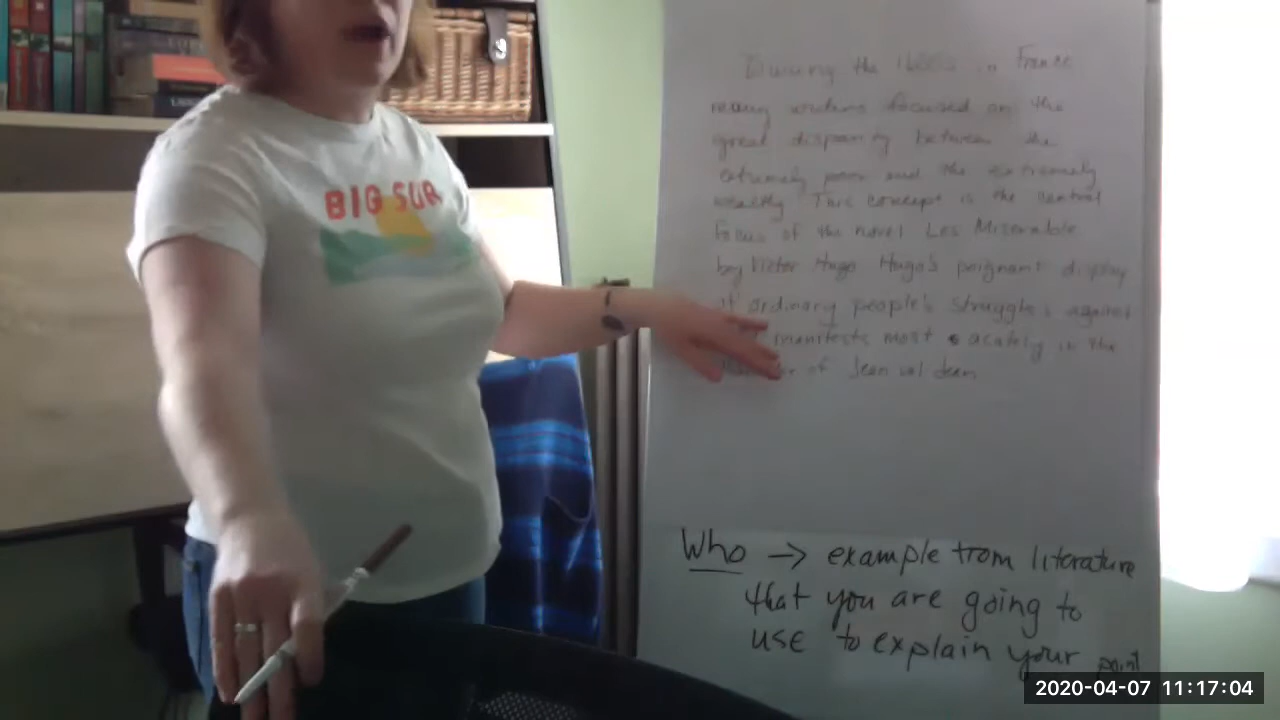 BIG SUR
During the 1800s in France
many writers focused on the
great disparity between the
extremely poor and the extremely
wealthy This concept is the central
focus of the novel Les Miserable
by Victor Hugo Hugo's poignant display
of ordinary people's struggles against
manifests most acutely in the
of Jean val Jean
Who → example from literature
that you are going to
use to explain your point
2020-04-07 11:17:04